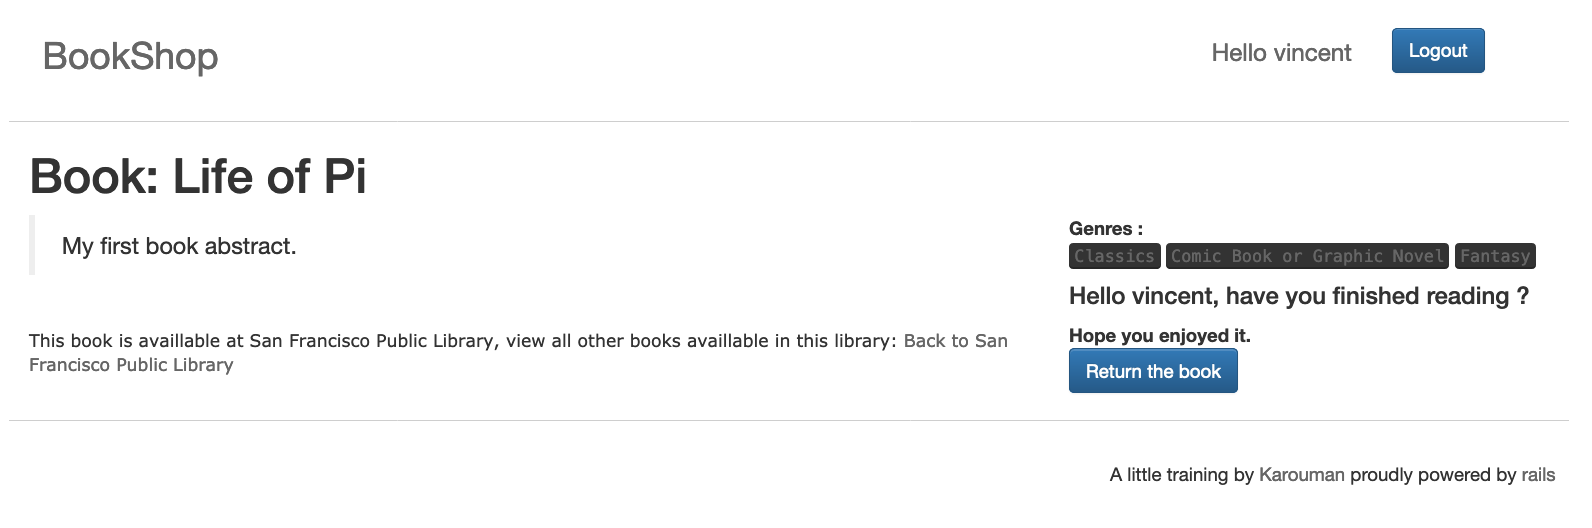 BookShop
Hello vincent
Logout
Book: Life of Pi
My first book abstract.
This book is availlable at San Francisco Public Library, view all other books availlable in this library: Back to San
Francisco Public Library
Genres :
Classics Comic Book or Graphic Novel Fantasy
Hello vincent, have you finished reading ?
Hope you enjoyed it.
Return the book
A little training by Karouman proudly powered by rails